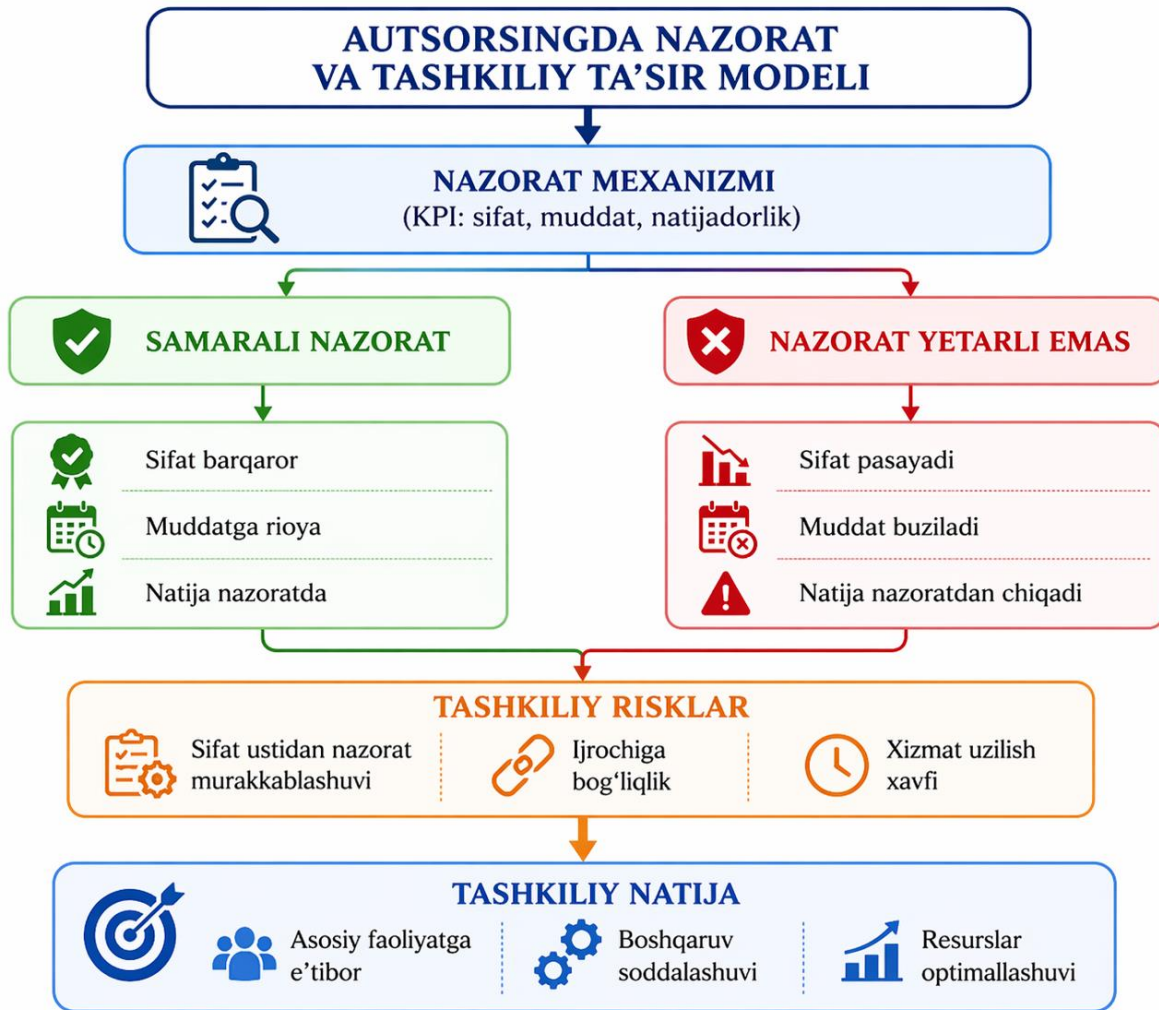 AUTSORSINGDA NAZORAT
VA TASHKILIY TA’SIR MODELI
NAZORAT MEXANIZMI
(KPI: sifat, muddat, natijadorlik)
SAMARALI NAZORAT
Sifat barqaror
Muddatga rioya
Natija nazoratda
NAZORAT YETARLI EMAS
Sifat pasayadi
Muddat buziladi
Natija nazoratdan chiqadi
TASHKILIY RISKLAR
Sifat ustidan nazorat
murakkablashuvi
Ijrochiga
bog‘liqlik
Xizmat uzilish
xavfi
TASHKILIY NATIJA
Asosiy faoliyatga
e’tibor
Boshqaruv
soddalashuvi
Resurslar
optimallashuvi